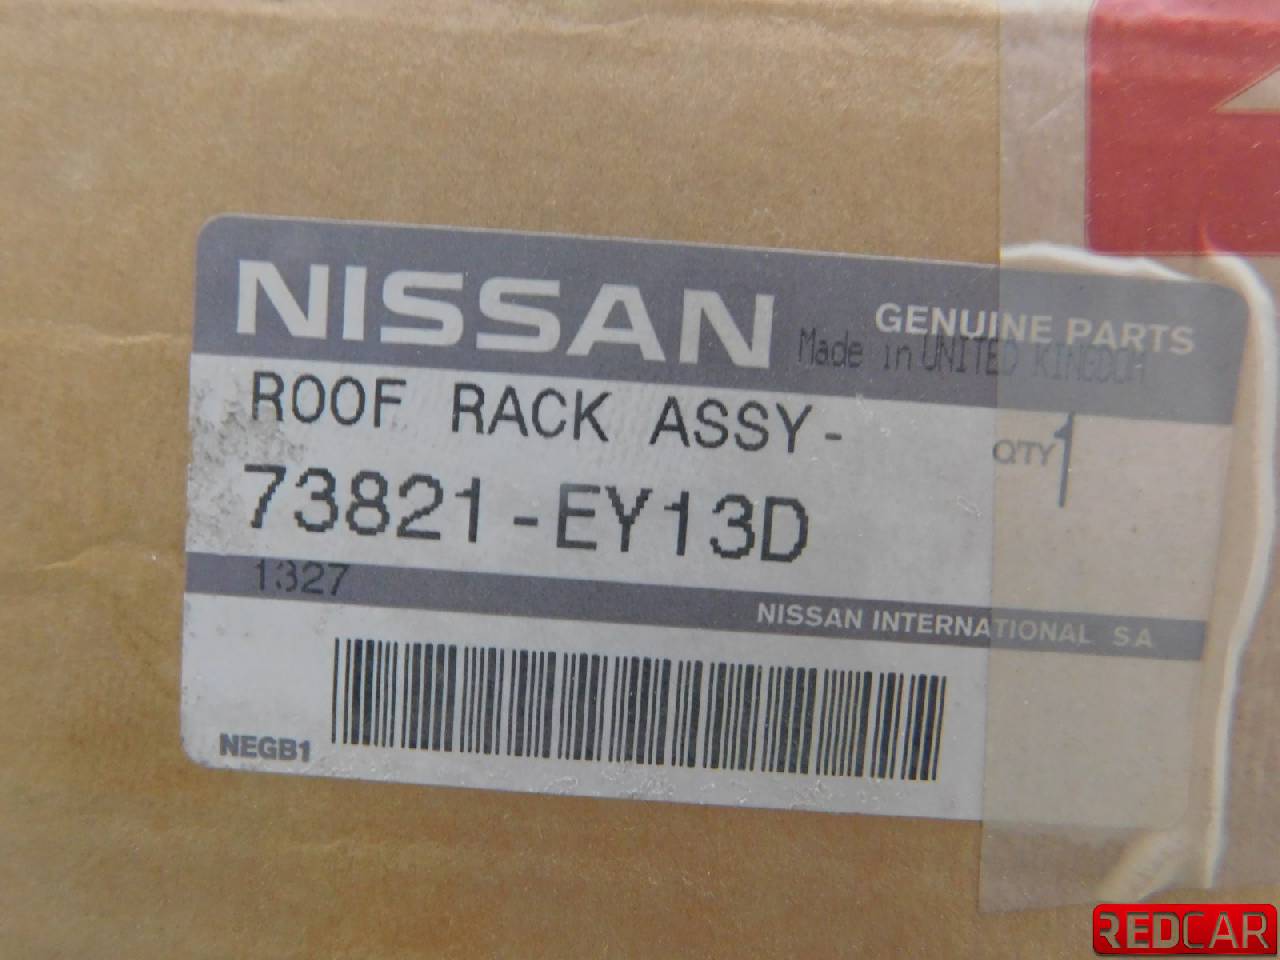 NISSAN
GENUINE PARTS
Made in UNITED KINGDOM
ROOF RACK ASSY-
QTY 1
73821-EY13D
1327
NISSAN INTERNATIONAL SA
NEGB1
REDCAR